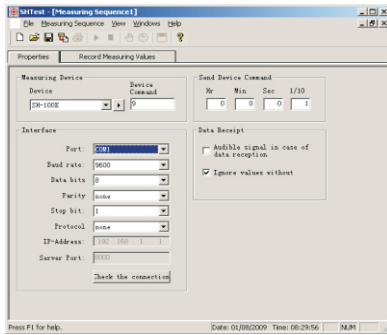 SHTest - [Measuring Sequence1]
File Measuring Sequence View Windows Help
Properties Record Measuring Values
Measuring Device
Device
Device Command
SH-100K 9
Send Device Command
Hr Min Sec 1/10
0 0 0 1
Interface
Port: COM1
Baud rate: 9600
Data bits 8
Parity none
Stop bit: 1
Protocol none
IP-Address: 192 .168 . 1 . 1
Server Port: 8000
Check the connection
Data Receipt
Audible signal in case of data reception
Ignore values without
Press F1 for help. Date: 01/08/2009 Time: 08:29:56 NUM